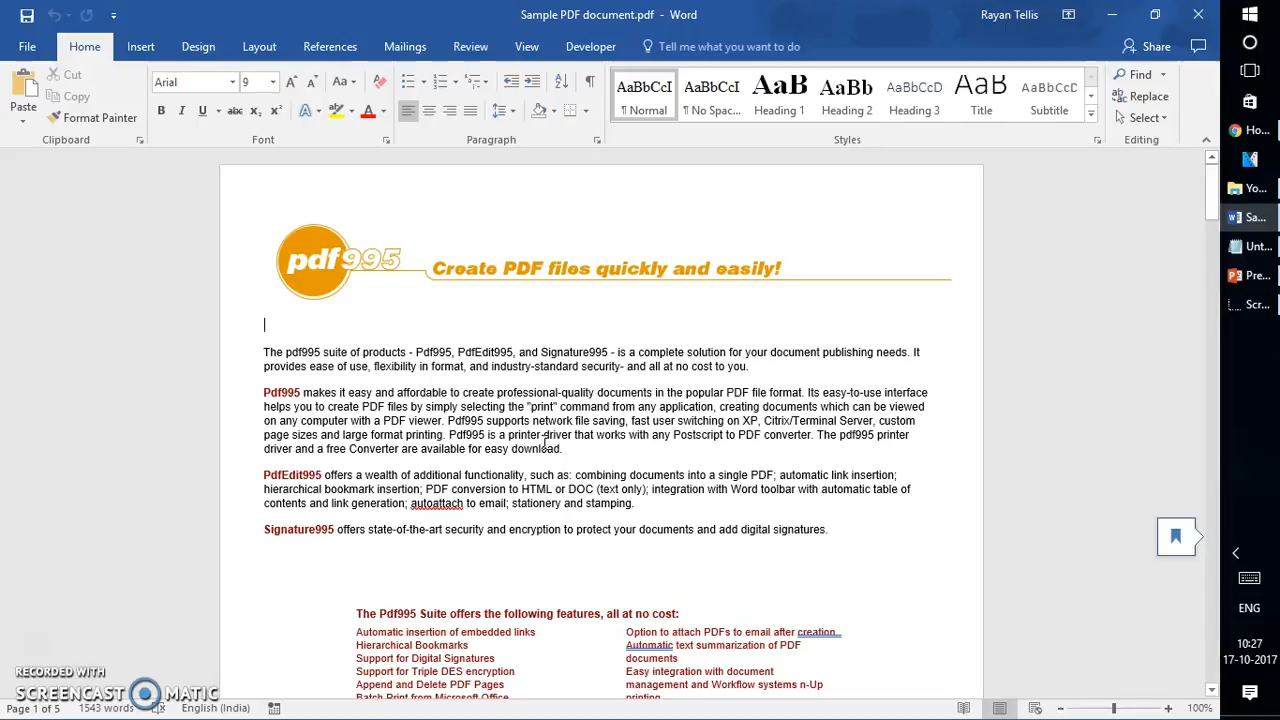 Sample PDF document.pdf - Word
Rayan Tellis
File Home Insert Design Layout References Mailings Review View Developer Tell me what you want to do Share
Paste
Cut
Copy
Format Painter
Clipboard
Arial 9
Font
Paragraph
AaBbCcI AaBbCcI AaB AaBb AaBbCcD AaB AaBbCcD
¶ Normal ¶ No Spac... Heading 1 Heading 2 Heading 3 Title Subtitle
Styles
Find
Replace
Select
Editing
pdf995
Create PDF files quickly and easily!
The pdf995 suite of products - Pdf995, PdfEdit995, and Signature995 - is a complete solution for your document publishing needs. It
provides ease of use, flexibility in format, and industry-standard security- and all at no cost to you.
Pdf995 makes it easy and affordable to create professional-quality documents in the popular PDF file format. Its easy-to-use interface
helps you to create PDF files by simply selecting the "print" command from any application, creating documents which can be viewed
on any computer with a PDF viewer. Pdf995 supports network file saving, fast user switching on XP, Citrix/Terminal Server, custom
page sizes and large format printing. Pdf995 is a printer driver that works with any Postscript to PDF converter. The pdf995 printer
driver and a free Converter are available for easy download.
PdfEdit995 offers a wealth of additional functionality, such as: combining documents into a single PDF; automatic link insertion;
hierarchical bookmark insertion; PDF conversion to HTML or DOC (text only); integration with Word toolbar with automatic table of
contents and link generation; autoattach to email; stationery and stamping.
Signature995 offers state-of-the-art security and encryption to protect your documents and add digital signatures.
The Pdf995 Suite offers the following features, all at no cost:
Automatic insertion of embedded links
Hierarchical Bookmarks
Support for Digital Signatures
Support for Triple DES encryption
Append and Delete PDF Pages
Batch Print from Microsoft Office
Option to attach PDFs to email after creation
Automatic text summarization of PDF
documents
Easy integration with document
management and Workflow systems n-Up
printing
Page 1 of 5 1543 words English (India)
100%
RECORDED WITH
SCREENCAST MATIC
Ho...
Yo...
Sa...
Unt...
Pre...
Scr...
ENG
10:27
17-10-2017